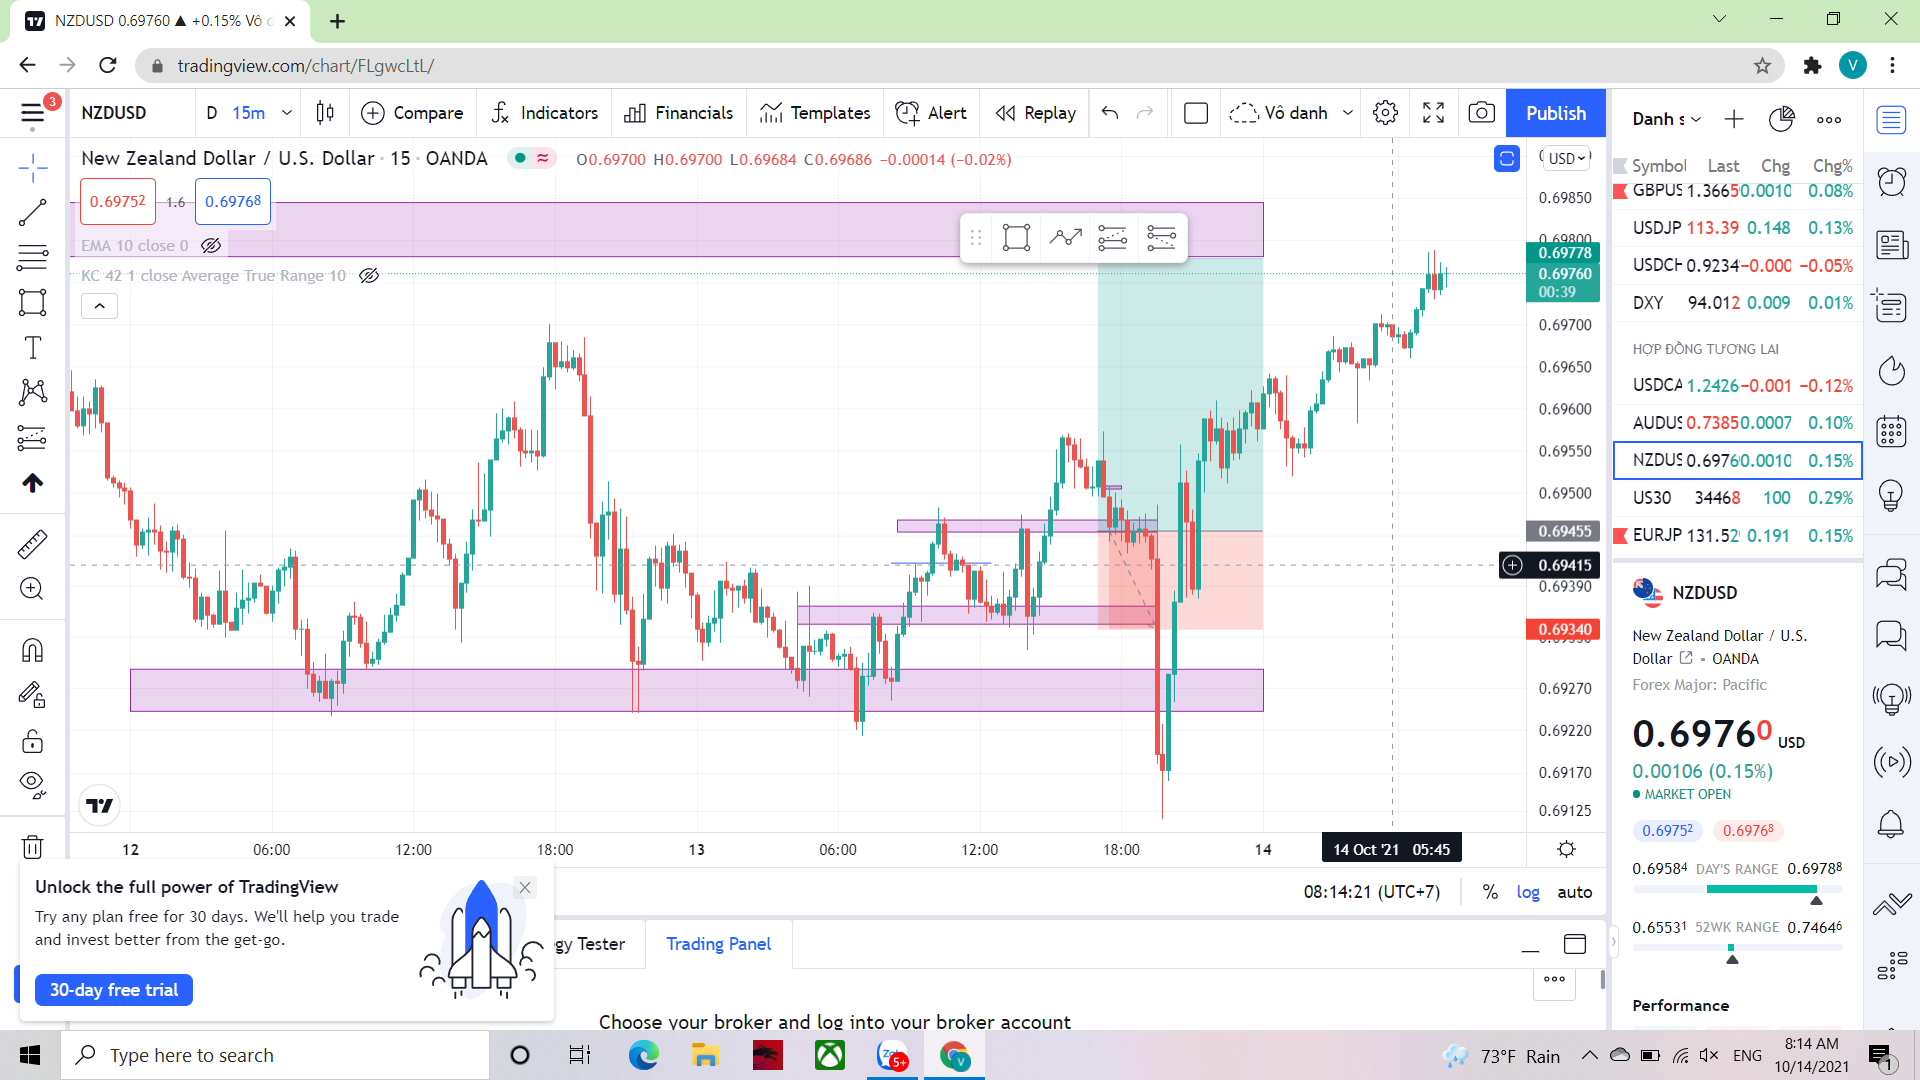 NZDUSD 0.69760 ▲ +0.15% Vô d
tradingview.com/chart/FLgwcLtL/
V
3
NZDUSD D 15m Compare Indicators Financials Templates Alert Replay Vô danh Publish
New Zealand Dollar / U.S. Dollar · 15 · OANDA O0.69700 H0.69700 L0.69684 C0.69686 −0.00014 (−0.02%)
0.69752 1.6 0.69768
EMA 10 close 0
KC 42 1 close Average True Range 10
USD
0.69850
0.69800
0.69778
0.69760
00:39
0.69700
0.69650
0.69600
0.69550
0.69500
0.69455
0.69415
0.69390
0.69340
0.69270
0.69220
0.69170
0.69125
12 06:00 12:00 18:00 13 06:00 12:00 18:00 14 14 Oct '21 05:45
08:14:21 (UTC+7) % log auto
Unlock the full power of TradingView
Try any plan free for 30 days. We'll help you trade
and invest better from the get-go.
30-day free trial
gy Tester Trading Panel
Choose your broker and log into your broker account
Danh s
Symbol Last Chg Chg%
GBPUS 1.3665 0.0010 0.08%
USDJP 113.39 0.148 0.13%
USDCH 0.9234 −0.000 −0.05%
DXY 94.012 0.009 0.01%
HỢP ĐỒNG TƯƠNG LAI
USDCA 1.2426 −0.001 −0.12%
AUDUS 0.7385 0.0007 0.10%
NZDUS 0.6976 0.0010 0.15%
US30 34468 100 0.29%
EURJP 131.52 0.191 0.15%
NZDUSD
New Zealand Dollar / U.S.
Dollar • OANDA
Forex Major: Pacific
0.69760 USD
0.00106 (0.15%)
MARKET OPEN
0.69752 0.69768
0.69584 DAY'S RANGE 0.69788
0.65531 52WK RANGE 0.74646
Performance
Type here to search
5+
V
73°F Rain
ENG
8:14 AM
10/14/2021
1